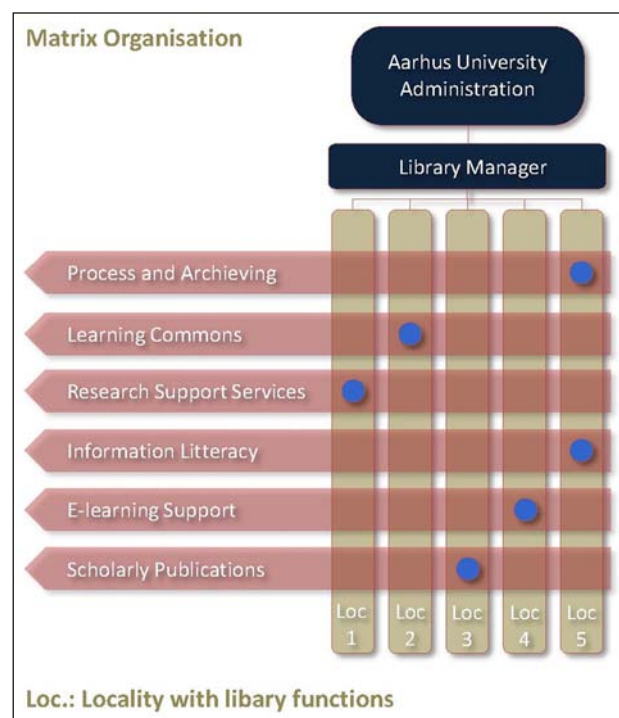 Matrix Organisation
Aarhus University
Administration
Library Manager
Process and Archieving
Learning Commons
Research Support Services
Information Litteracy
E-learning Support
Scholarly Publications
Loc
1
Loc
2
Loc
3
Loc
4
Loc
5
Loc.: Locality with libary functions